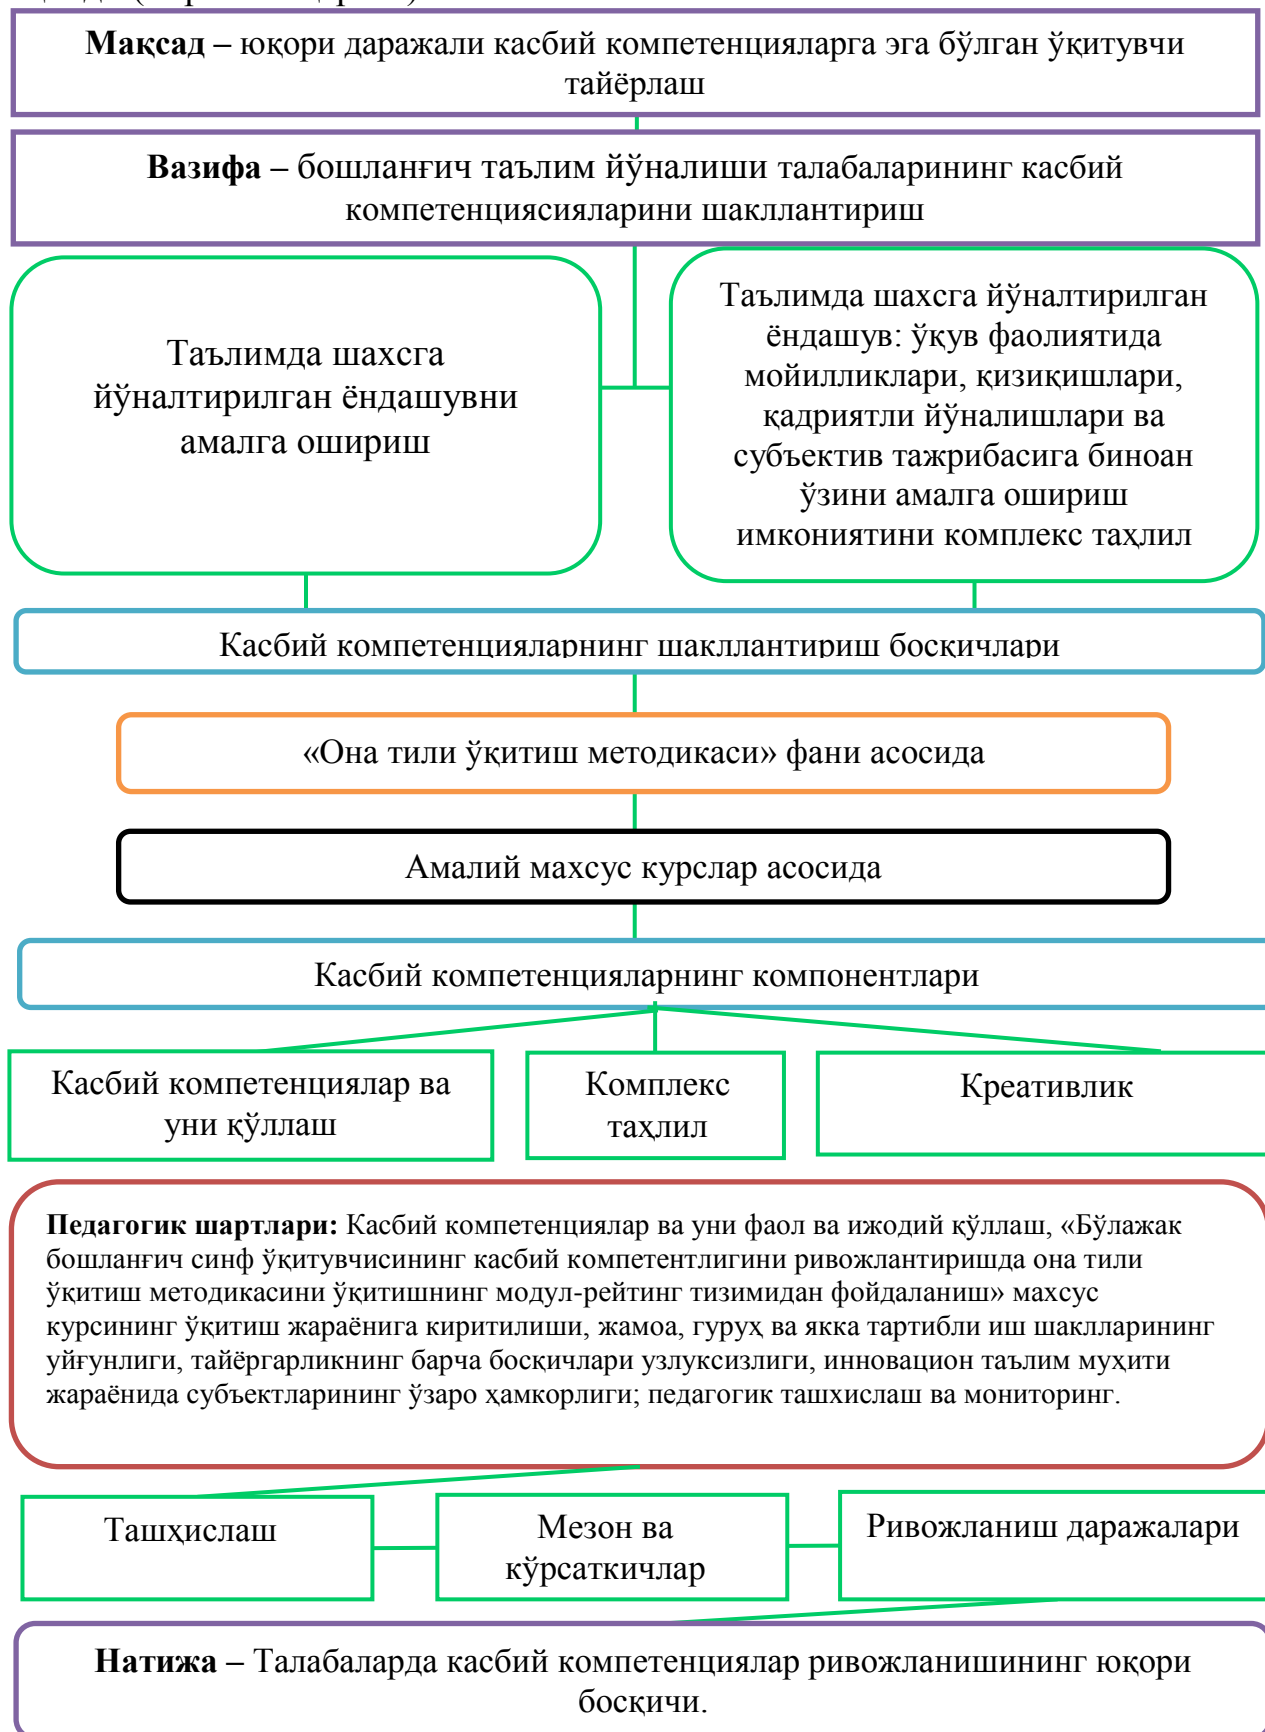 Мақсад – юқори даражали касбий компетенцияларга эга бўлган ўқитувчи
тайёрлаш
Вазифа – бошланғич таълим йўналиши талабаларининг касбий
компетенциясияларини шакллантириш
Таълимда шахсга
йўналтирилган ёндашувни
амалга ошириш
Таълимда шахсга йўналтирилган
ёндашув: ўқув фаолиятида
мойилликлари, қизиқишлари,
қадриятли йўналишлари ва
субъектив тажрибасига биноан
ўзини амалга ошириш
имкониятини комплекс таҳлил
Касбий компетенцияларнинг шакллантириш босқичлари
«Она тили ўқитиш методикаси» фани асосида
Амалий махсус курслар асосида
Касбий компетенцияларнинг компонентлари
Касбий компетенциялар ва
уни қўллаш
Комплекс
таҳлил
Креативлик
Педагогик шартлари: Касбий компетенциялар ва уни фаол ва ижодий қўллаш, «Бўлажак
бошланғич синф ўқитувчисининг касбий компетентлигини ривожлантиришда она тили
ўқитиш методикасини ўқитишнинг модул-рейтинг тизимидан фойдаланиш» махсус
курсининг ўқитиш жараёнига киритилиши, жамоа, гуруҳ ва якка тартибли иш шаклларининг
уйғунлиги, тайёргарликнинг барча босқичлари узлуксизлиги, инновацион таълим муҳити
жараёнида субъектларининг ўзаро ҳамкорлиги; педагогик ташхислаш ва мониторинг.
Ташҳислаш
Мезон ва
кўрсаткичлар
Ривожланиш даражалари
Натижа – Талабаларда касбий компетенциялар ривожланишининг юқори
босқичи.